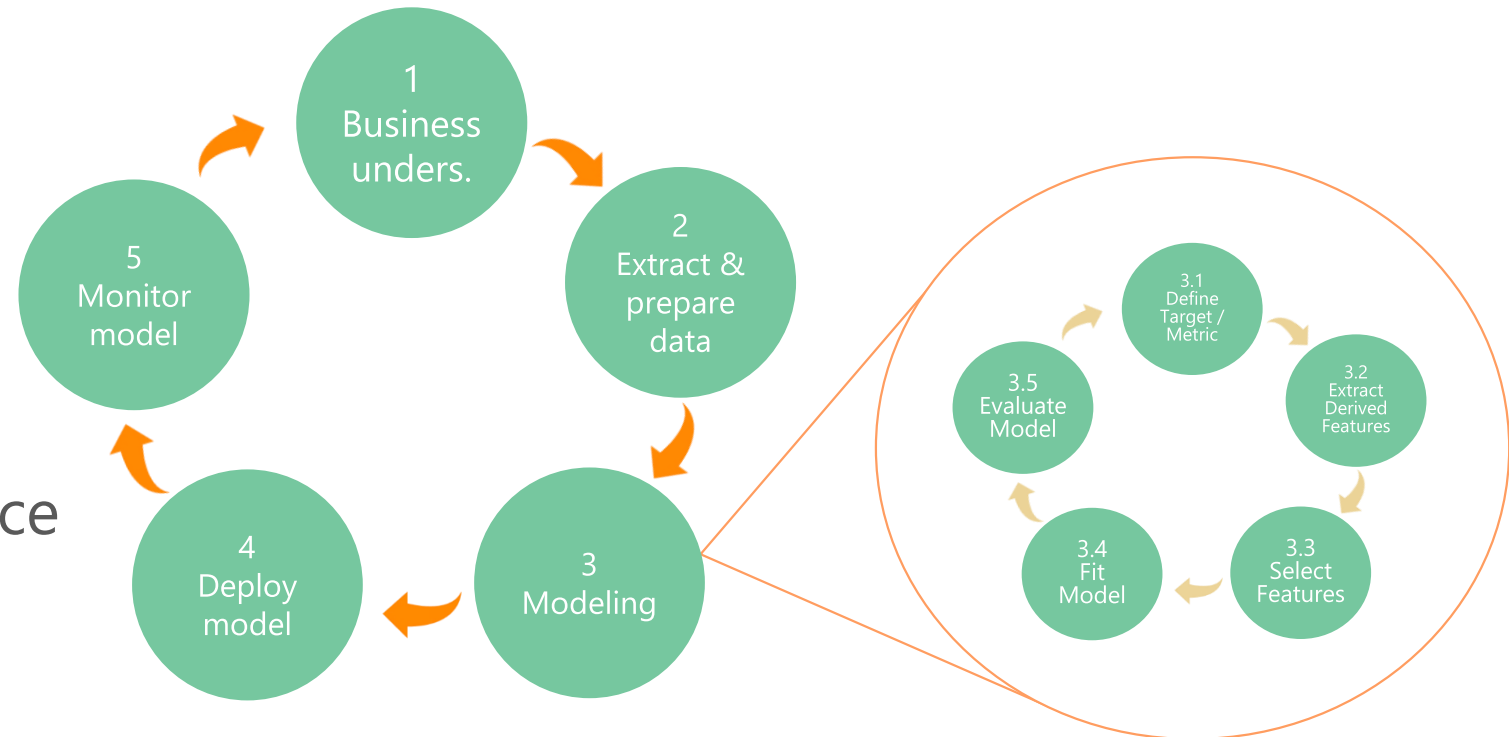 1
Business
unders.
2
Extract &
prepare
data
3
Modeling
4
Deploy
model
5
Monitor
model
ce
3.1
Define
Target /
Metric
3.2
Extract
Derived
Features
3.3
Select
Features
3.4
Fit
Model
3.5
Evaluate
Model